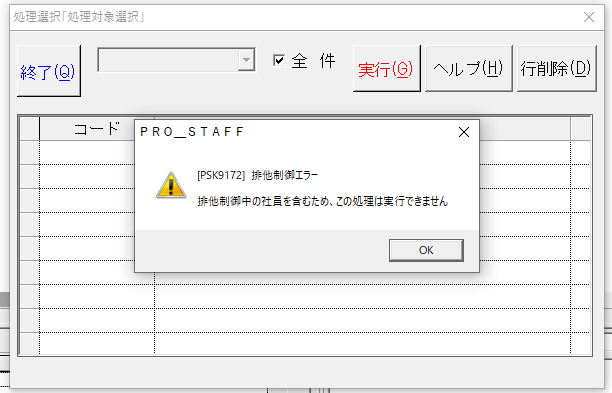 処理選択「処理対象選択」
終了(Q)
全 件
実行(G)
ヘルプ(H)
行削除(D)
コード
ＰＲＯ＿ＳＴＡＦＦ
[PSK9172] 排他制御エラー
排他制御中の社員を含むため、この処理は実行できません
OK